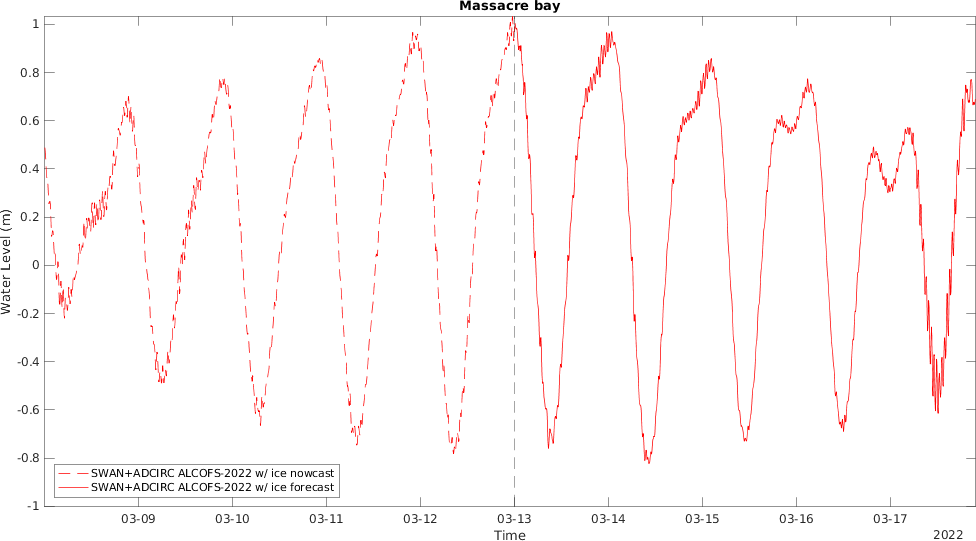 Massacre bay
1
0.8
0.6
0.4
0.2
0
-0.2
-0.4
-0.6
-0.8
-1
Water Level (m)
SWAN+ADCIRC ALCOFS-2022 w/ ice nowcast
SWAN+ADCIRC ALCOFS-2022 w/ ice forecast
03-09 03-10 03-11 03-12 03-13 03-14 03-15 03-16 03-17
Time
2022